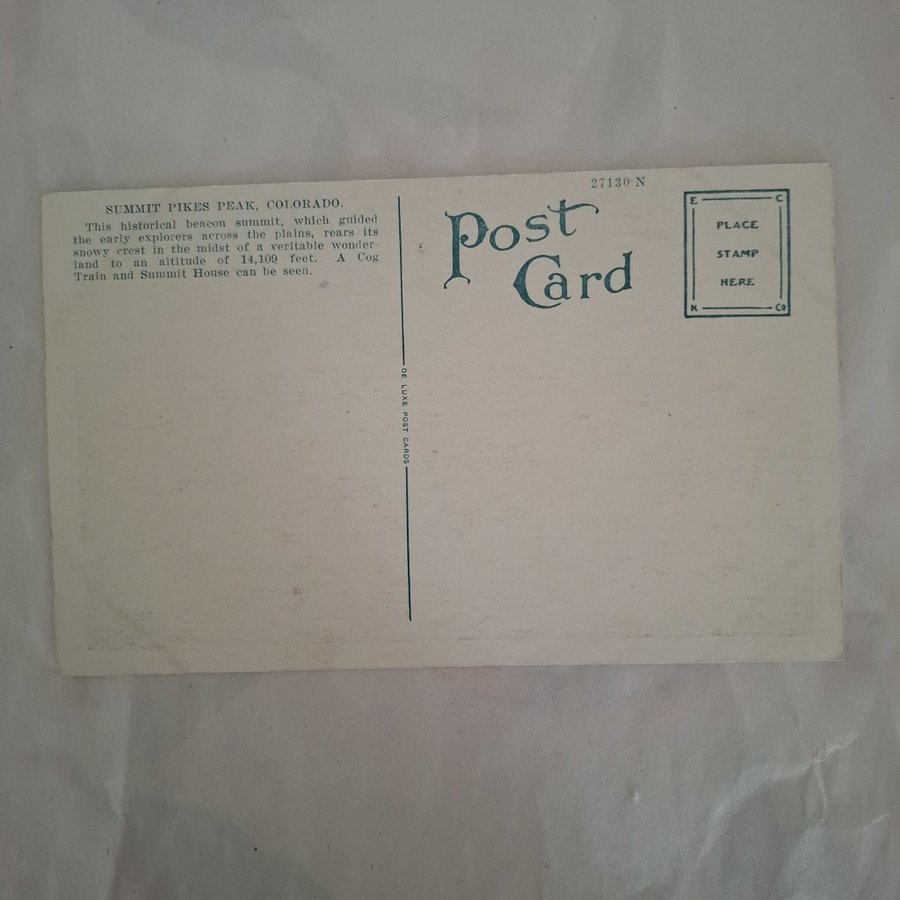 SUMMIT PIKES PEAK, COLORADO.
This historical beacon summit, which guided
the early explorers across the plains, rears its
snowy crest in the midst of a veritable wonder-
land to an altitude of 14,109 feet. A Cog
Train and Summit House can be seen.
DE LUXE POST CARDS
27130 N
Post
Card
E C
PLACE
STAMP
HERE
K Co